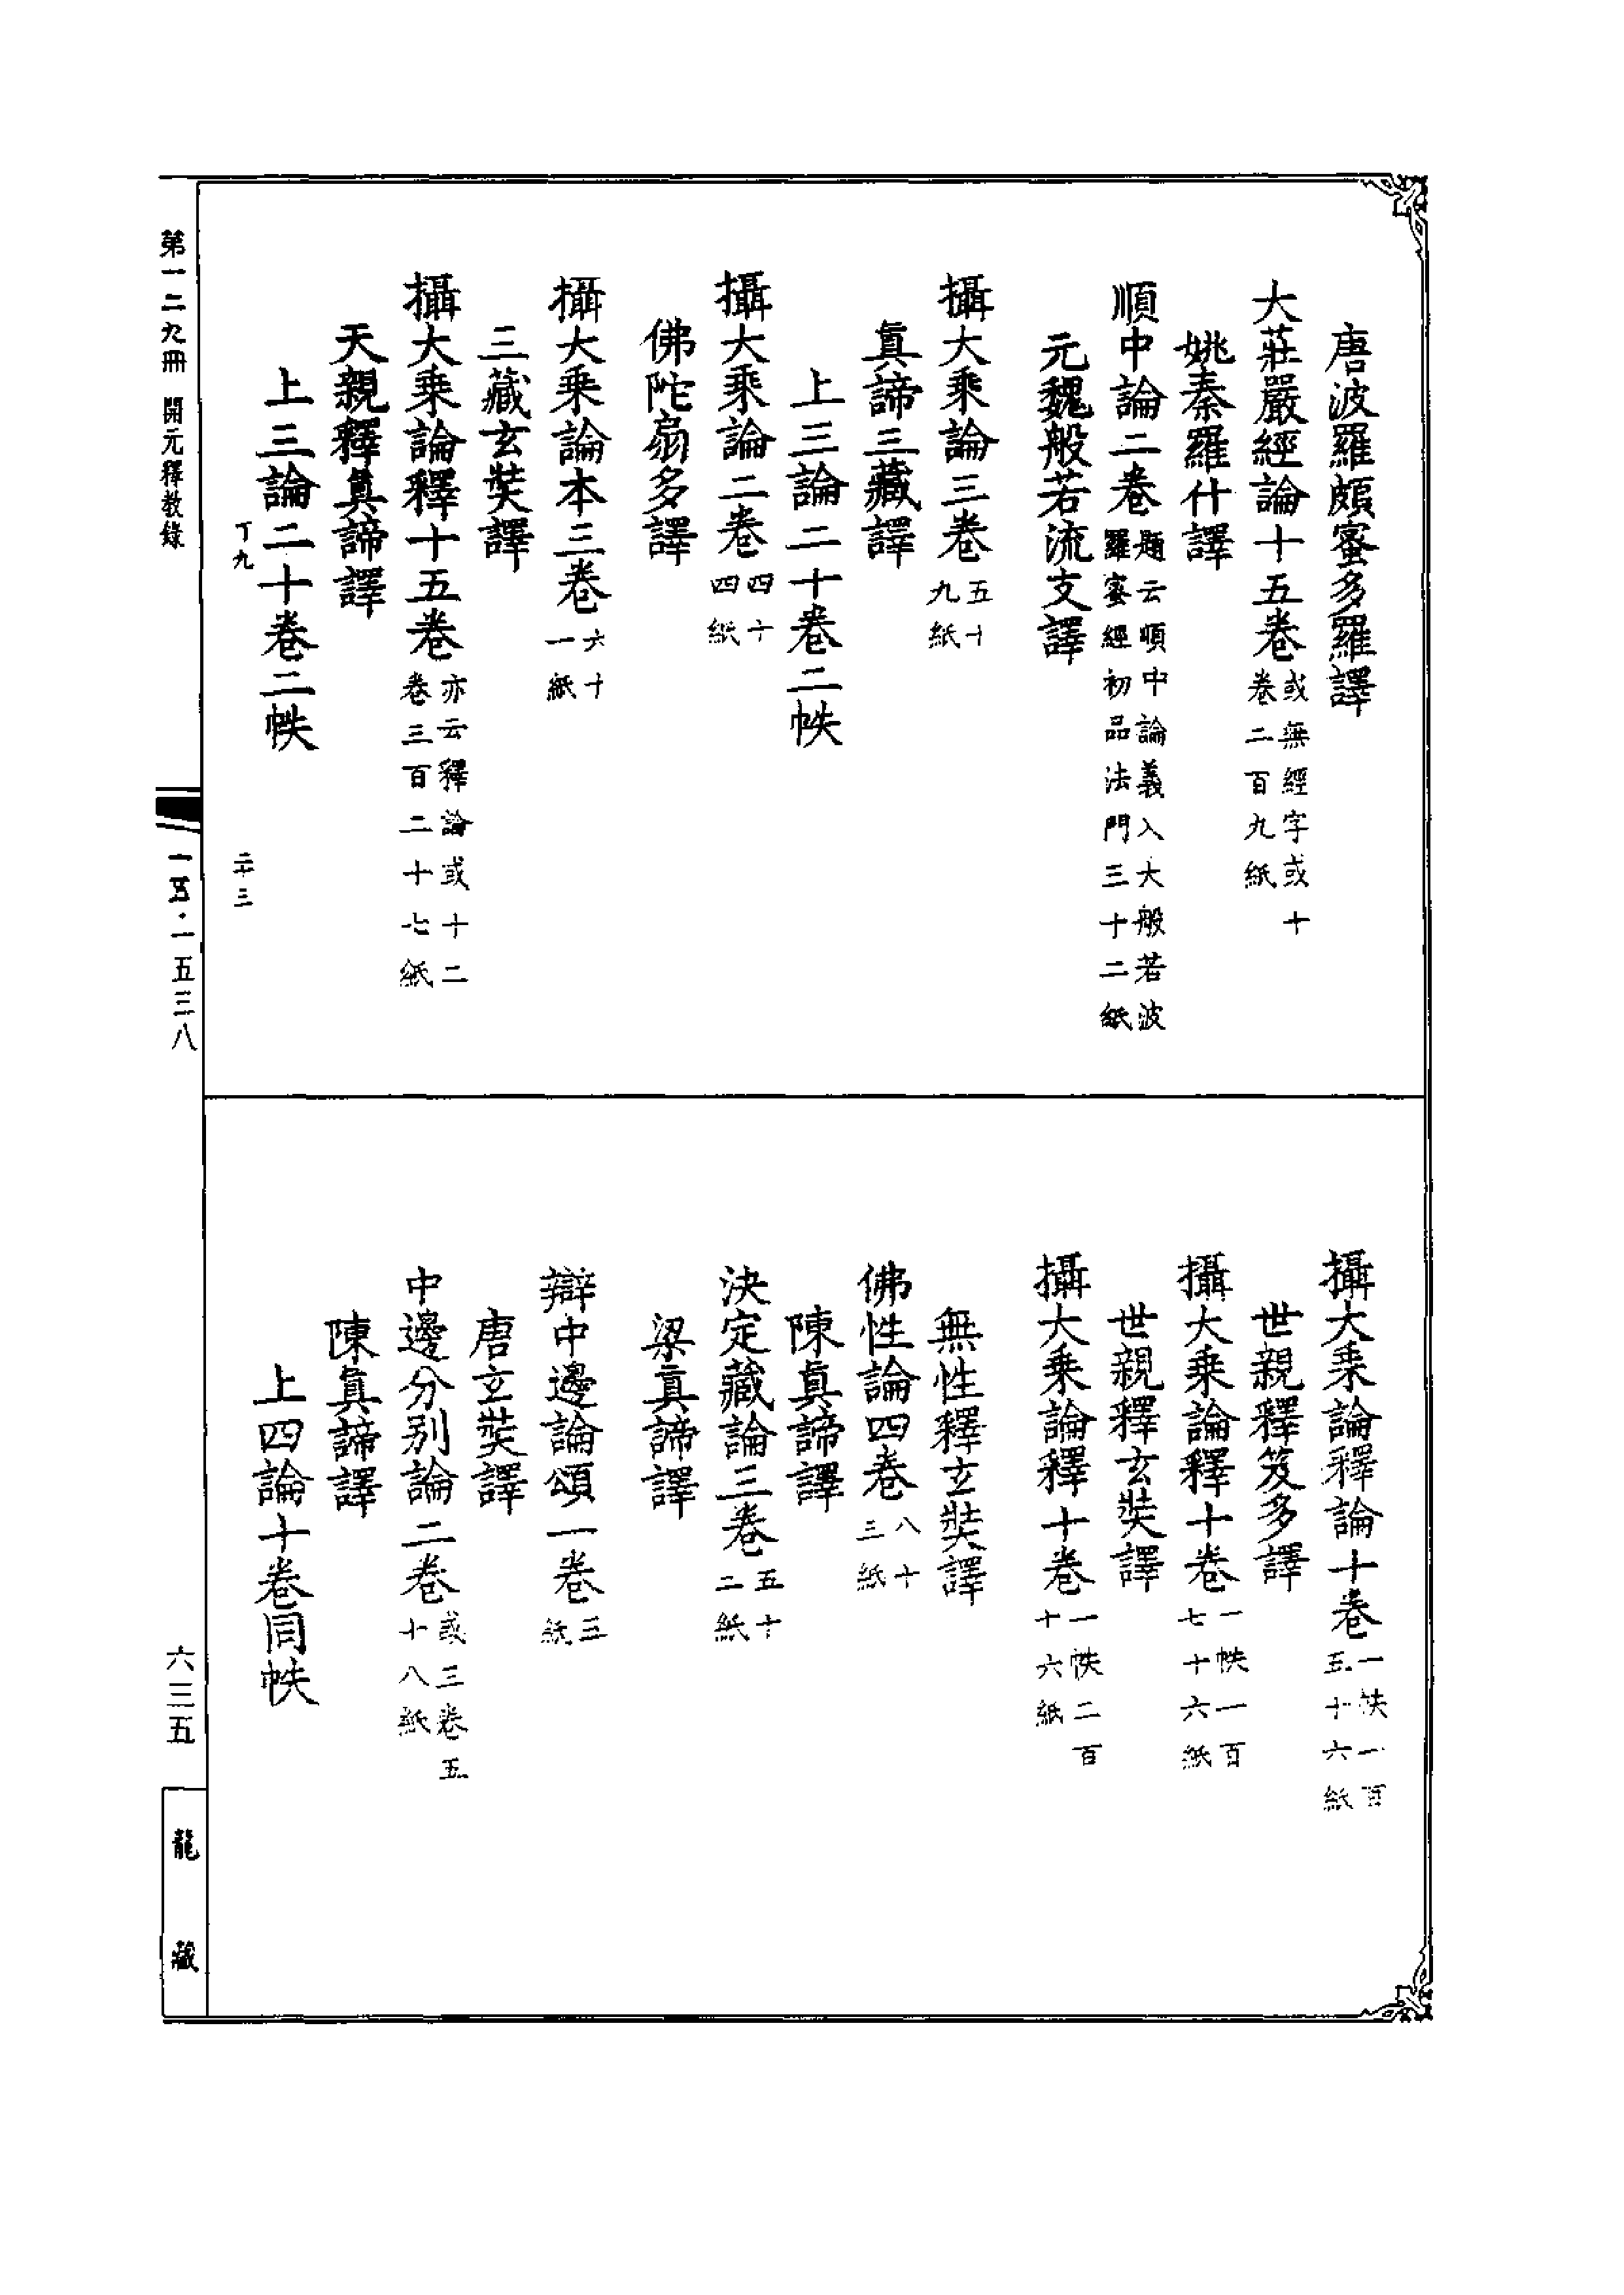 唐波羅頗蜜多羅譯
大莊嚴經論十五卷或無經字或十卷二百九紙
姚秦羅什譯
順中論二卷題云順中論義入大般若波羅蜜經初品法門三十二紙
元魏般若流支譯
攝大乘論三卷五十九紙
真諦三藏譯
上三論二十卷二帙
攝大乘論二卷四十四紙
佛陀扇多譯
攝大乘論本三卷六十一紙
三藏玄奘譯
攝大乘論釋十五卷亦云釋論或十二卷三百二十七紙
天親釋真諦譯
上三論二十卷二帙
丁九 二十三
攝大乘論釋論十卷一帙一百五十六紙
世親釋笈多譯
攝大乘論釋十卷一帙一百七十六紙
世親釋玄奘譯
攝大乘論釋十卷一帙二百十六紙
無性釋玄奘譯
佛性論四卷八十三紙
陳真諦譯
決定藏論三卷五十二紙
梁真諦譯
辯中邊論頌一卷三紙
唐玄奘譯
中邊分別論二卷或三卷五十八紙
陳真諦譯
上四論十卷同帙
第一二九冊 開元釋教錄
一五·一五三八
六三五
龍藏